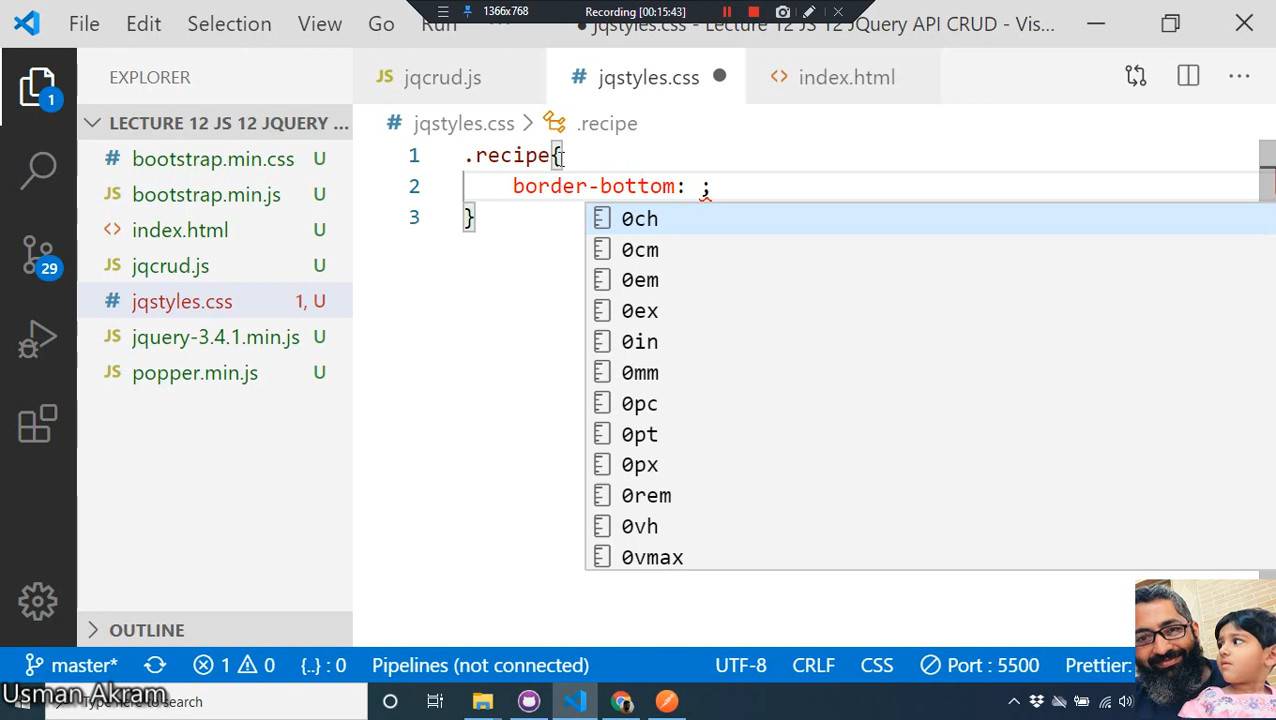 File Edit Selection View Go Run jqstyles.css - Lecture 12 JS 12 JQuery API CRUD - Vis...
1366x768 Recording [00:15:43]
EXPLORER
jqcrud.js jqstyles.css index.html
LECTURE 12 JS 12 JQUERY ...
jqstyles.css .recipe
bootstrap.min.css U
bootstrap.min.js U
index.html U
jqcrud.js U
jqstyles.css 1, U
jquery-3.4.1.min.js U
popper.min.js U
OUTLINE
1 .recipe{
2 border-bottom: ;
3 }
0ch
0cm
0em
0ex
0in
0mm
0pc
0pt
0px
0rem
0vh
0vmax
1
29
master* 1 0 {..} : 0 Pipelines (not connected) UTF-8 CRLF CSS Port : 5500 Prettier:
Usman Akram
Type here to search